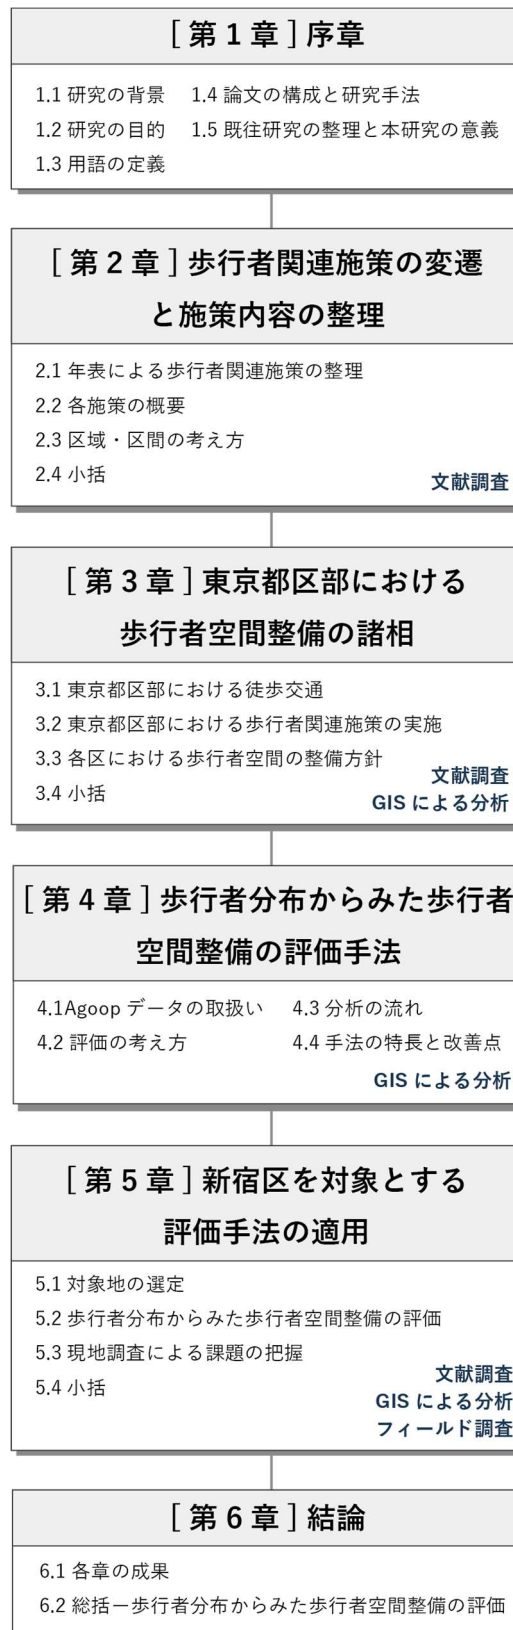 [ 第 1 章 ] 序章
1.1 研究の背景
1.2 研究の目的
1.3 用語の定義
1.4 論文の構成と研究手法
1.5 既往研究の整理と本研究の意義
[ 第 2 章 ] 歩行者関連施策の変遷
と施策内容の整理
2.1 年表による歩行者関連施策の整理
2.2 各施策の概要
2.3 区域・区間の考え方
2.4 小括
文献調査
[ 第 3 章 ] 東京都区部における
歩行者空間整備の諸相
3.1 東京都区部における徒歩交通
3.2 東京都区部における歩行者関連施策の実施
3.3 各区における歩行者空間の整備方針
3.4 小括
文献調査
GIS による分析
[ 第 4 章 ] 歩行者分布からみた歩行者
空間整備の評価手法
4.1Agoop データの取扱い
4.2 評価の考え方
4.3 分析の流れ
4.4 手法の特長と改善点
GIS による分析
[ 第 5 章 ] 新宿区を対象とする
評価手法の適用
5.1 対象地の選定
5.2 歩行者分布からみた歩行者空間整備の評価
5.3 現地調査による課題の把握
5.4 小括
文献調査
GIS による分析
フィールド調査
[ 第 6 章 ] 結論
6.1 各章の成果
6.2 総括－歩行者分布からみた歩行者空間整備の評価